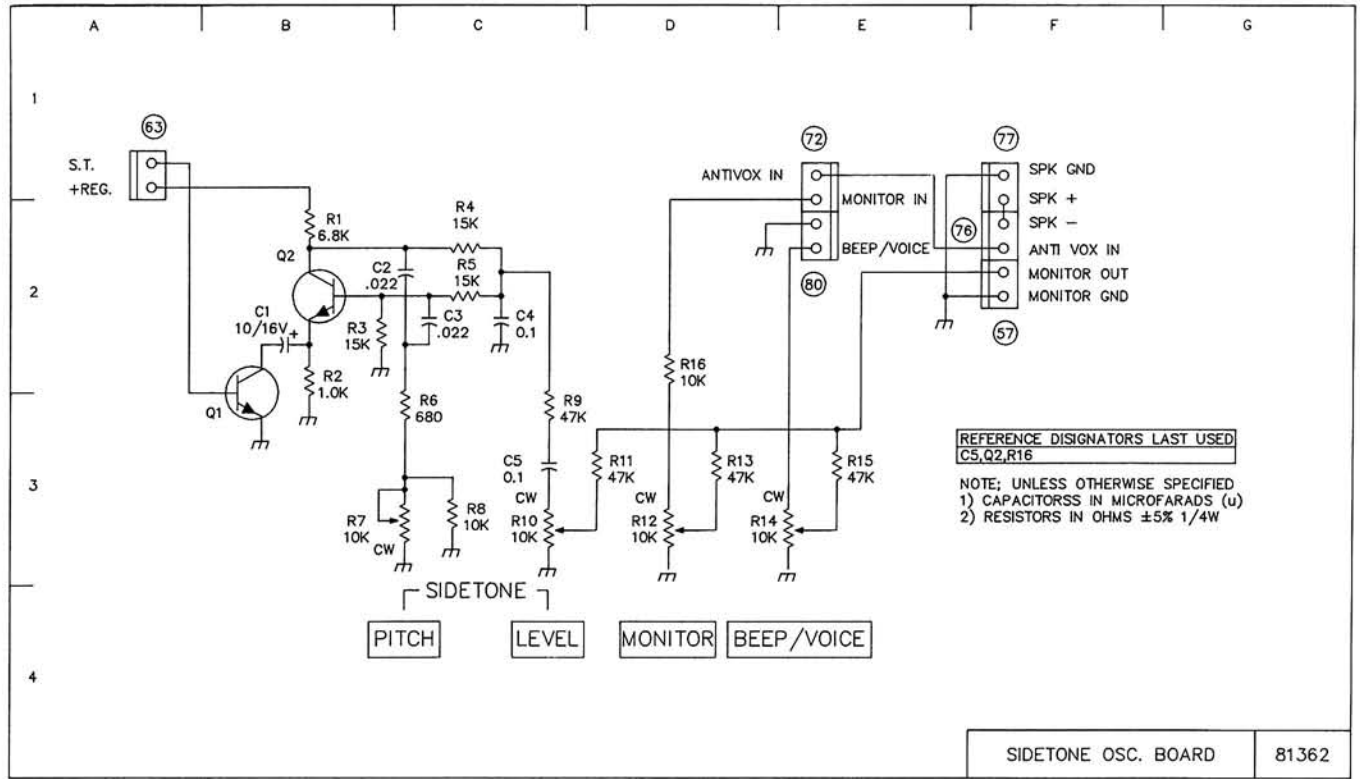 A B C D E F G
1
2
3
4
63
S.T.
+REG.
R1
6.8K
Q2
C1
10/16V +
Q1
R2
1.0K
R3
15K
C2
.022
C3
.022
R4
15K
R5
15K
C4
0.1
R6
680
R7
10K
CW
R8
10K
R9
47K
C5
0.1
CW
R10
10K
R11
47K
R16
10K
CW
R12
10K
R13
47K
CW
R14
10K
R15
47K
72
ANTIVOX IN
MONITOR IN
BEEP/VOICE
80
77
SPK GND
SPK +
SPK −
76
ANTI VOX IN
MONITOR OUT
MONITOR GND
57
REFERENCE DISIGNATORS LAST USED
C5,Q2,R16
NOTE; UNLESS OTHERWISE SPECIFIED
1) CAPACITORSS IN MICROFARADS (u)
2) RESISTORS IN OHMS ±5% 1/4W
SIDETONE
PITCH
LEVEL
MONITOR
BEEP/VOICE
SIDETONE OSC. BOARD
81362